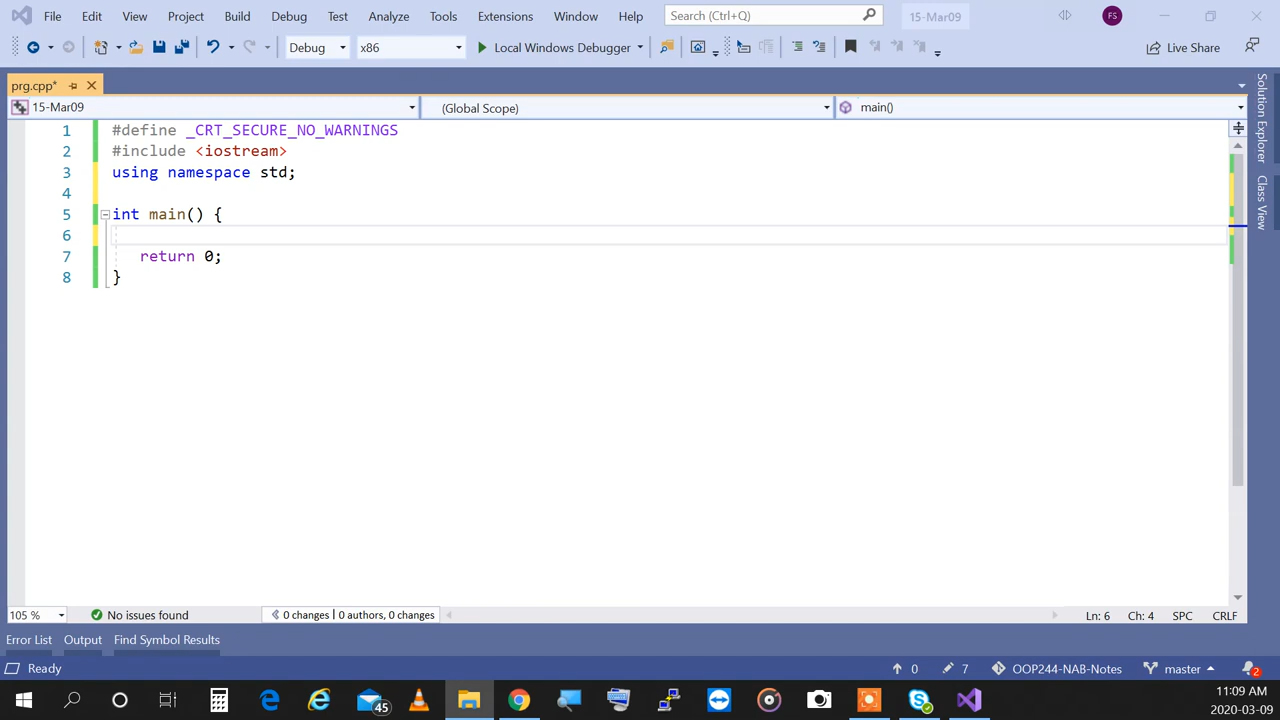 File Edit View Project Build Debug Test Analyze Tools Extensions Window Help Search (Ctrl+Q) 15-Mar09 FS
Debug x86 Local Windows Debugger Live Share
prg.cpp*
15-Mar09 (Global Scope) main()
1 #define _CRT_SECURE_NO_WARNINGS
2 #include <iostream>
3 using namespace std;
4
5 int main() {
6
7 return 0;
8 }
Solution Explorer
Class View
105 % No issues found 0 changes | 0 authors, 0 changes Ln: 6 Ch: 4 SPC CRLF
Error List Output Find Symbol Results
Ready 0 7 OOP244-NAB-Notes master 2
45 11:09 AM
2020-03-09